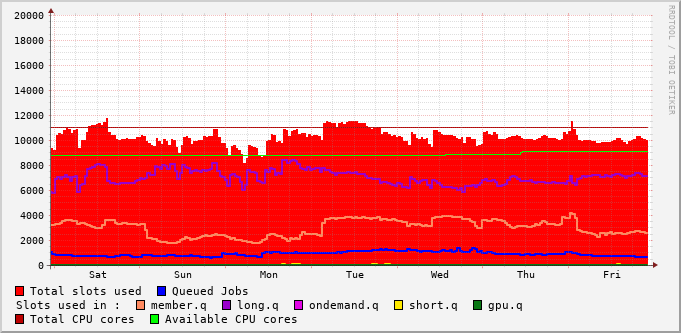 20000
18000
16000
14000
12000
10000
8000
6000
4000
2000
0
Sat Sun Mon Tue Wed Thu Fri
RRDTOOL / TOBI OETIKER
Total slots used Queued Jobs
Slots used in : member.q long.q ondemand.q short.q gpu.q
Total CPU cores Available CPU cores